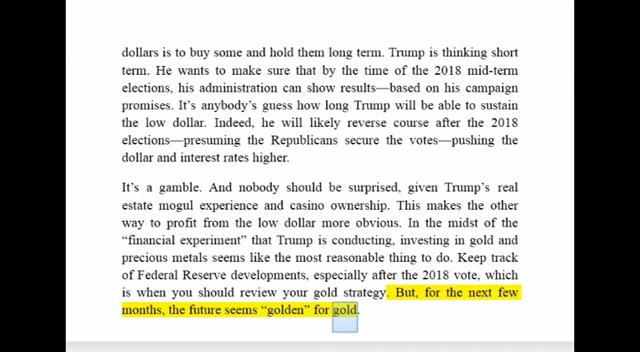 dollars is to buy some and hold them long term. Trump is thinking short
term. He wants to make sure that by the time of the 2018 mid-term
elections, his administration can show results—based on his campaign
promises. It’s anybody’s guess how long Trump will be able to sustain
the low dollar. Indeed, he will likely reverse course after the 2018
elections—presuming the Republicans secure the votes—pushing the
dollar and interest rates higher.
It’s a gamble. And nobody should be surprised, given Trump’s real
estate mogul experience and casino ownership. This makes the other
way to profit from the low dollar more obvious. In the midst of the
“financial experiment” that Trump is conducting, investing in gold and
precious metals seems like the most reasonable thing to do. Keep track
of Federal Reserve developments, especially after the 2018 vote, which
is when you should review your gold strategy. But, for the next few
months, the future seems “golden” for gold.